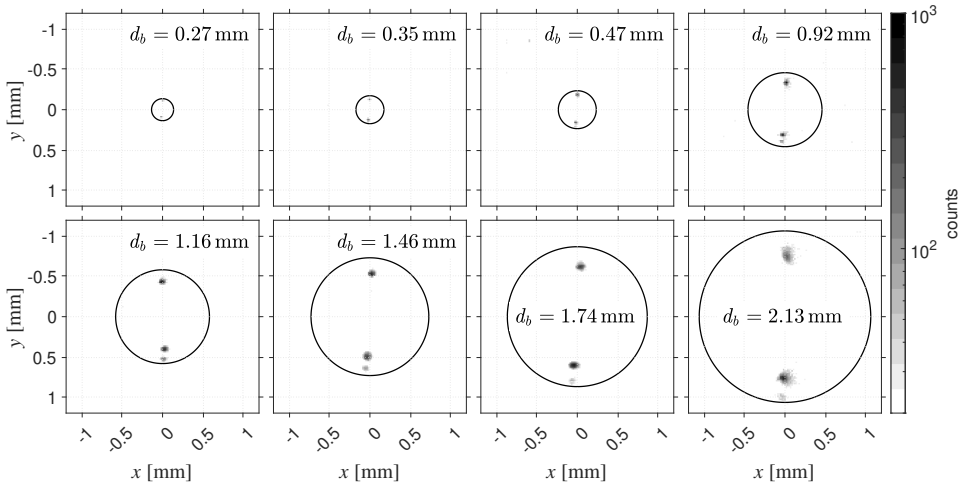 d_b = 0.27 mm
d_b = 0.35 mm
d_b = 0.47 mm
d_b = 0.92 mm
-1
-0.5
0
0.5
1
y [mm]
d_b = 1.16 mm
d_b = 1.46 mm
d_b = 1.74 mm
d_b = 2.13 mm
-1
-0.5
0
0.5
1
y [mm]
-1 -0.5 0 0.5 1
-1 -0.5 0 0.5 1
-1 -0.5 0 0.5 1
-1 -0.5 0 0.5 1
x [mm]
x [mm]
x [mm]
x [mm]
10^3
10^2
counts